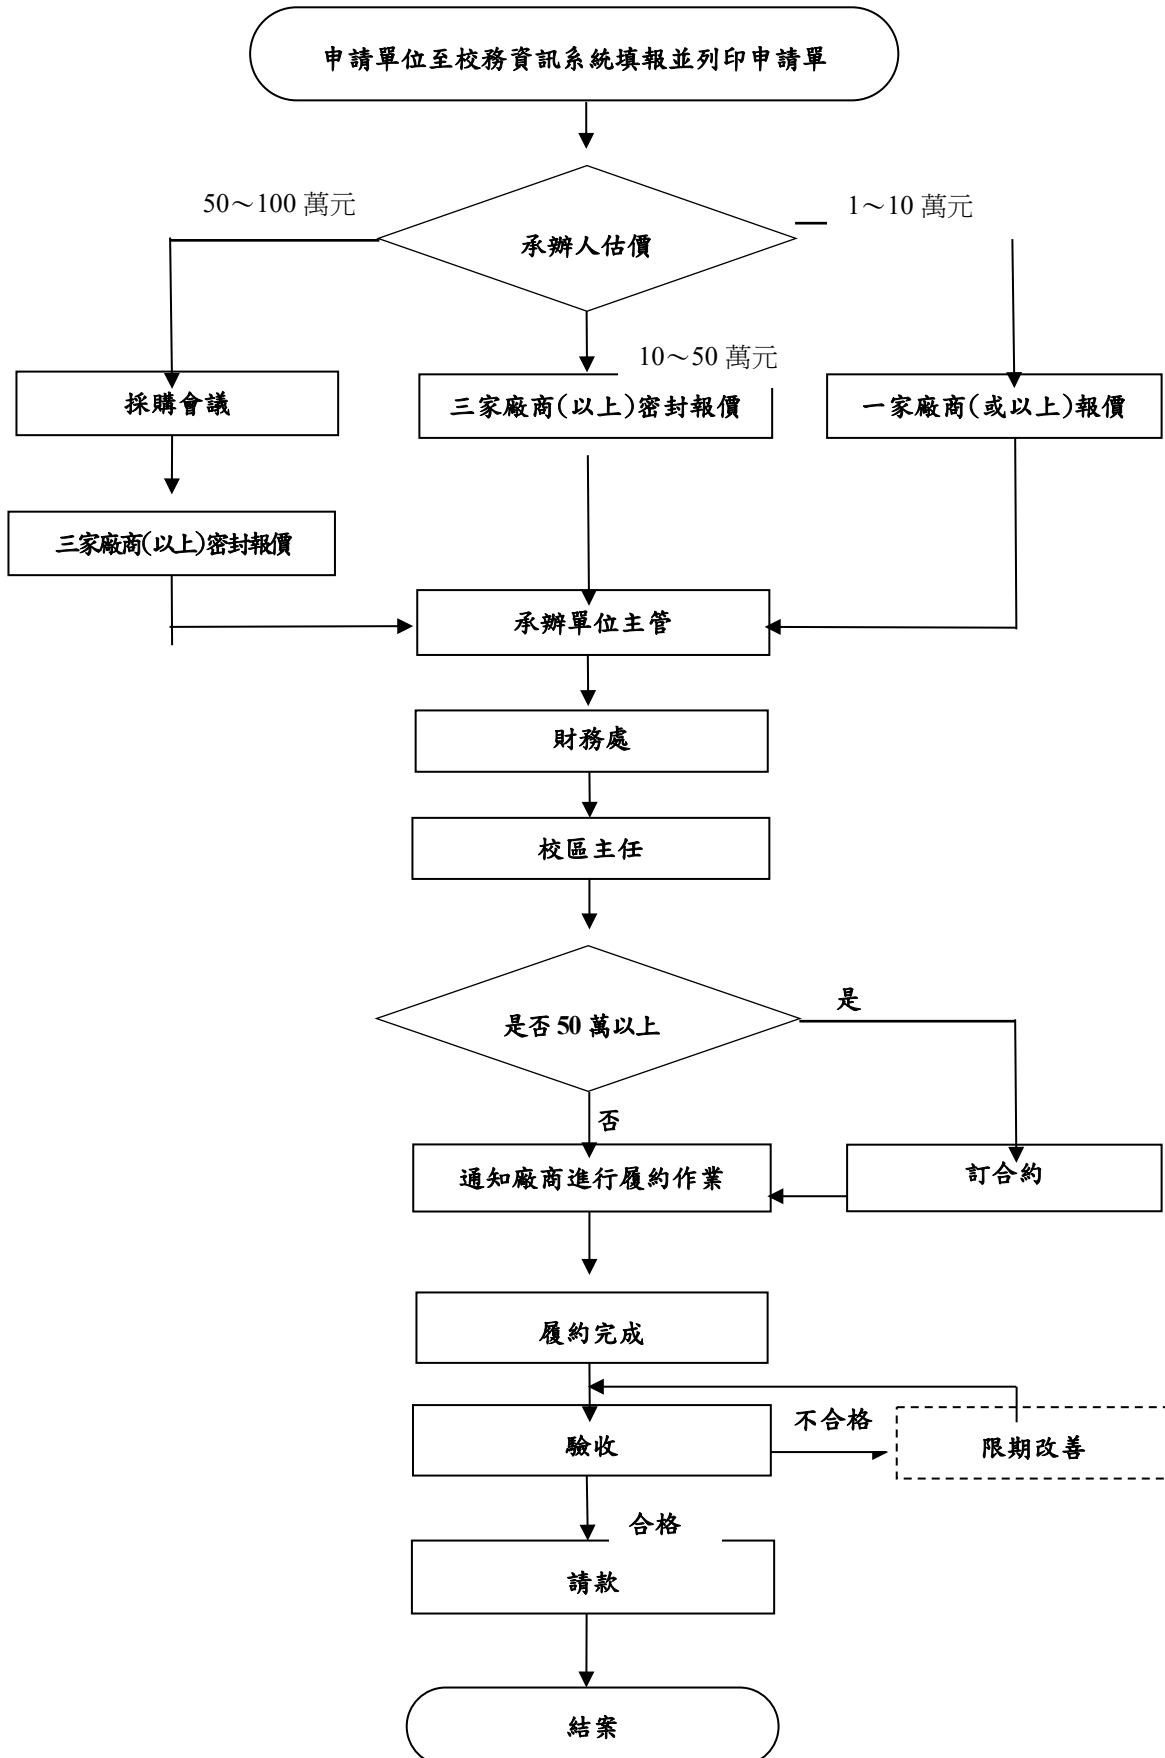 申請單位至校務資訊系統填報並列印申請單
50～100 萬元
1～10 萬元
承辦人估價
10～50 萬元
採購會議
三家廠商(以上)密封報價
一家廠商(或以上)報價
三家廠商(以上)密封報價
承辦單位主管
財務處
校區主任
是
是否 50 萬以上
否
通知廠商進行履約作業
訂合約
履約完成
不合格
驗收
限期改善
合格
請款
結案